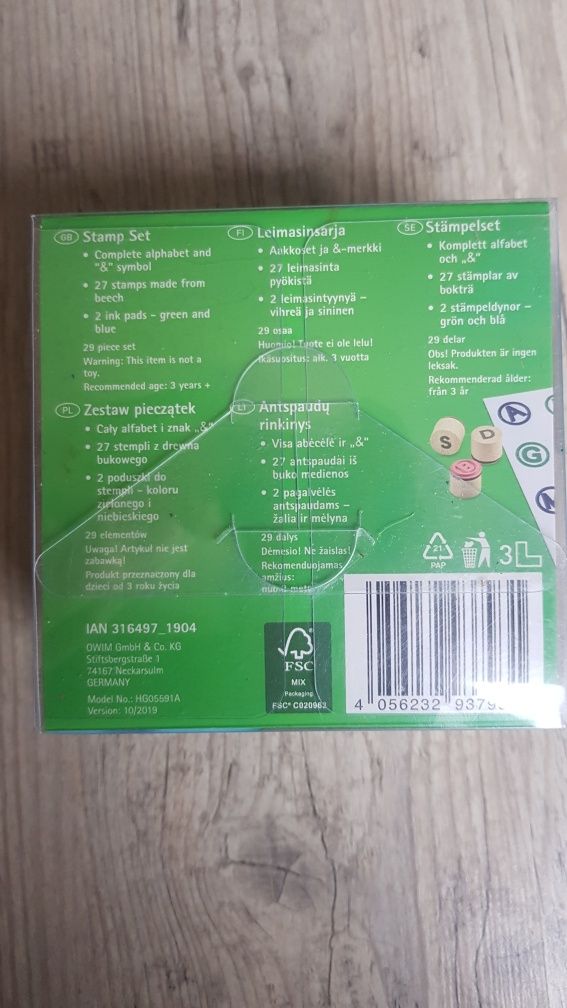 GB Stamp Set
• Complete alphabet and
"&" symbol
• 27 stamps made from
beech
• 2 ink pads - green and
blue
29 piece set
Warning: This item is not a
toy.
Recommended age: 3 years +
FI Leimasinsarja
• Aakkoset ja &-merkki
• 27 leimasinta
pyökistä
• 2 leimasintyynyä –
vihreä ja sininen
29 osaa
Huomio! Tuote ei ole lelu!
Ikäsuositus: alk. 3 vuotta
SE Stämpelset
• Komplett alfabet
och „&"
• 27 stämplar av
bokträ
• 2 stämpeldynor –
grön och blå
29 delar
Obs! Produkten är ingen
leksak.
Rekommenderad ålder:
från 3 år
PL Zestaw pieczątek
• Cały alfabet i znak „&"
• 27 stempli z drewna
bukowego
• 2 poduszki do
stempli – koloru
zielonego i
niebieskiego
29 elementów
Uwaga! Artykuł nie jest
zabawką!
Produkt przeznaczony dla
dzieci od 3 roku życia
LT Antspaudų
rinkinys
• Visa abėcėlė ir „&"
• 27 antspaudai iš
buko medienos
• 2 pagalvėlės
antspaudams –
žalia ir mėlyna
29 dalys
Dėmesio! Ne žaislas!
Rekomenduojamas
amžius:
nuo 3 metų
S D
A
G
21
PAP
3
IAN 316497_1904
OWIM GmbH & Co. KG
Stiftsbergstraße 1
74167 Neckarsulm
GERMANY
Model No.: HG05591A
Version: 10/2019
FSC
MIX
Packaging
FSC® C020963
4 056232 9379